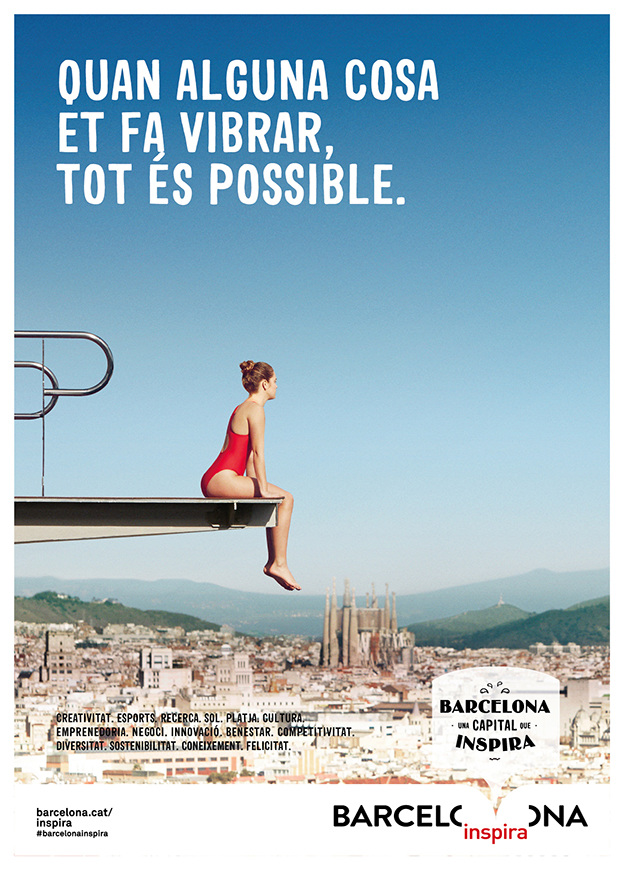 QUAN ALGUNA COSA
ET FA VIBRAR,
TOT ÉS POSSIBLE.
CREATIVITAT. ESPORTS. RECERCA. SOL. PLATJA. CULTURA.
EMPRENEDORIA. NEGOCI. INNOVACIÓ. BENESTAR. COMPETITIVITAT.
DIVERSITAT. SOSTENIBILITAT. CONEIXEMENT. FELICITAT.
BARCELONA
· UNA CAPITAL QUE ·
INSPIRA
barcelona.cat/
inspira
#barcelonainspira
BARCELONA
inspira